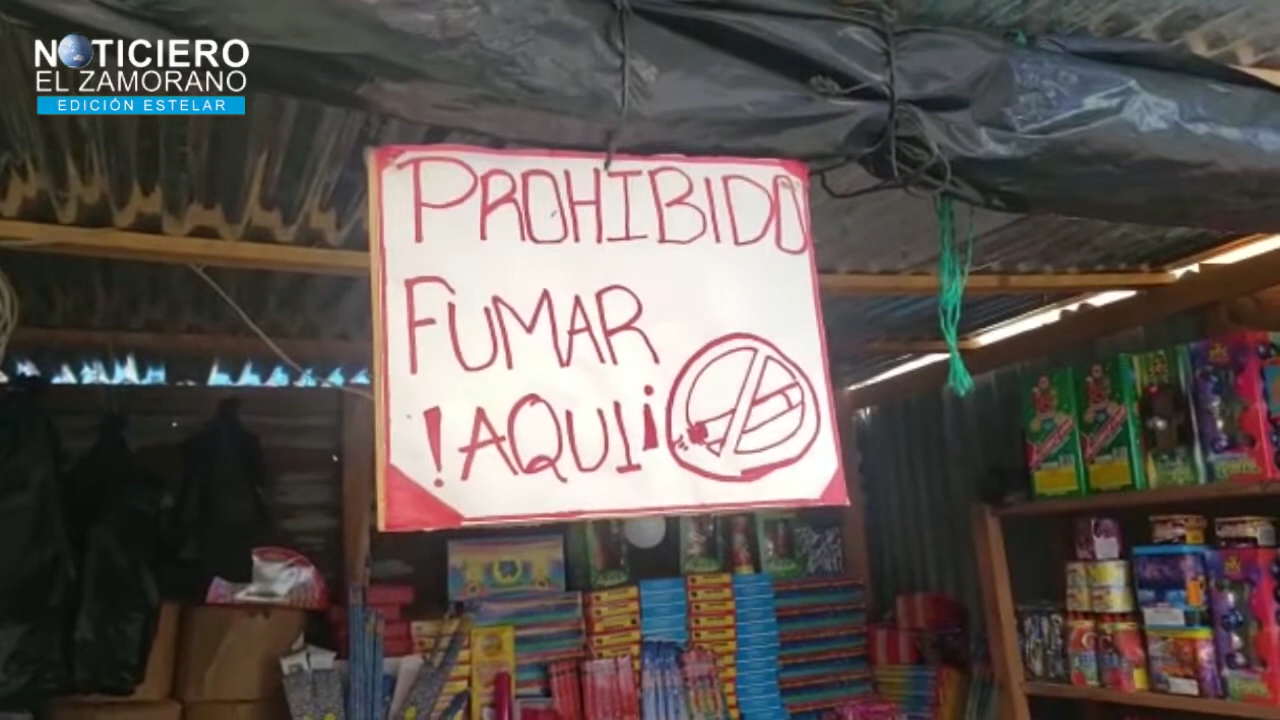 NOTICIERO
EL ZAMORANO
EDICIÓN ESTELAR
PROHIBIDO
FUMAR
!AQUI¡